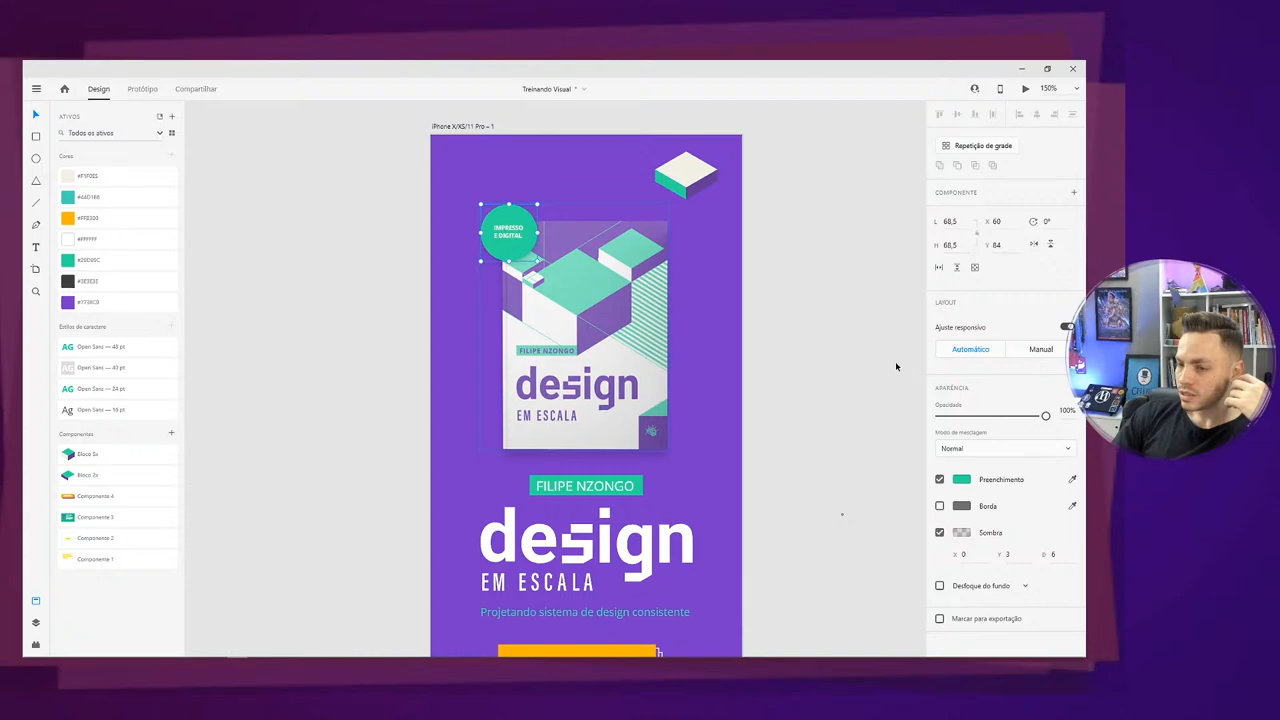 Design
Protótipo
Compartilhar
Treinando Visual *
150%
ATIVOS
Todos os ativos
Cores
#F1F0E5
#FFB300
#FFFFFF
#3E3E3E
Estilos de caractere
AG Open Sans — 48 pt
AG Open Sans — 40 pt
AG Open Sans — 24 pt
Ag Open Sans — 16 pt
Componentes
Bloco 2x
Componente 4
Componente 3
Componente 2
Componente 1
iPhone X/XS/11 Pro – 1
IMPRESSO
E DIGITAL
FILIPE NZONGO
design
EM ESCALA
FILIPE NZONGO
design
EM ESCALA
Projetando sistema de design consistente
Repetição de grade
COMPONENTE
L 68,5 X 60 0°
H 68,5 Y 84
LAYOUT
Ajuste responsivo
Automático Manual
APARÊNCIA
Opacidade
100%
Modo de mesclagem
Normal
Preenchimento
Borda
Sombra
X 0 Y 3 D 6
Desfoque do fundo
Marcar para exportação